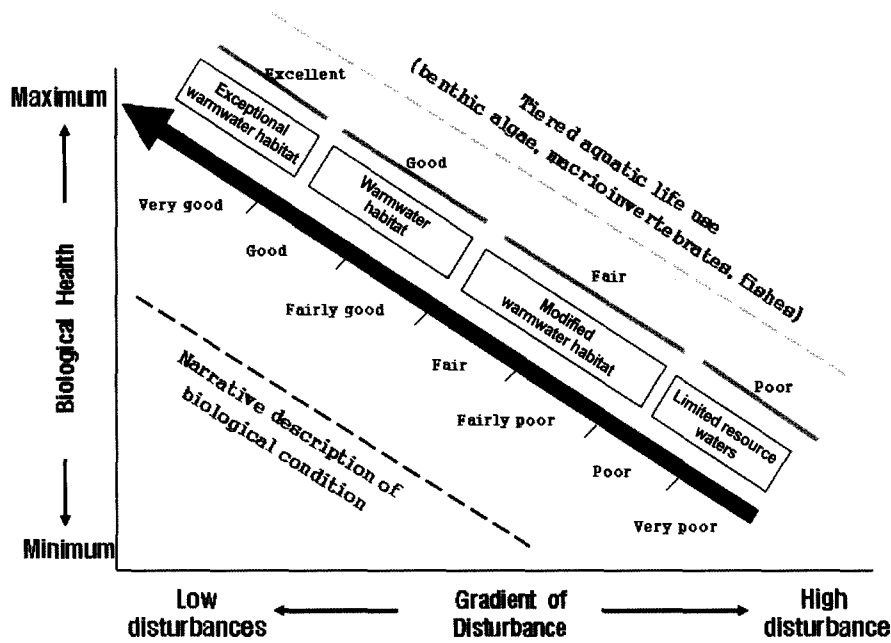 Maximum
Biological Health
Minimum
Excellent
Exceptional
warmwater habitat
Good
Warmwater
habitat
Fair
Modified
warmwater habitat
Poor
Limited resource
waters
Tiered aquatic life use
(benthic algae, macrioinvertebrates, fishes)
Very good
Good
Fairly good
Fair
Fairly poor
Poor
Very poor
Narrative description of
biological condition
Low
disturbances
Gradient of
Disturbance
High
disturbance